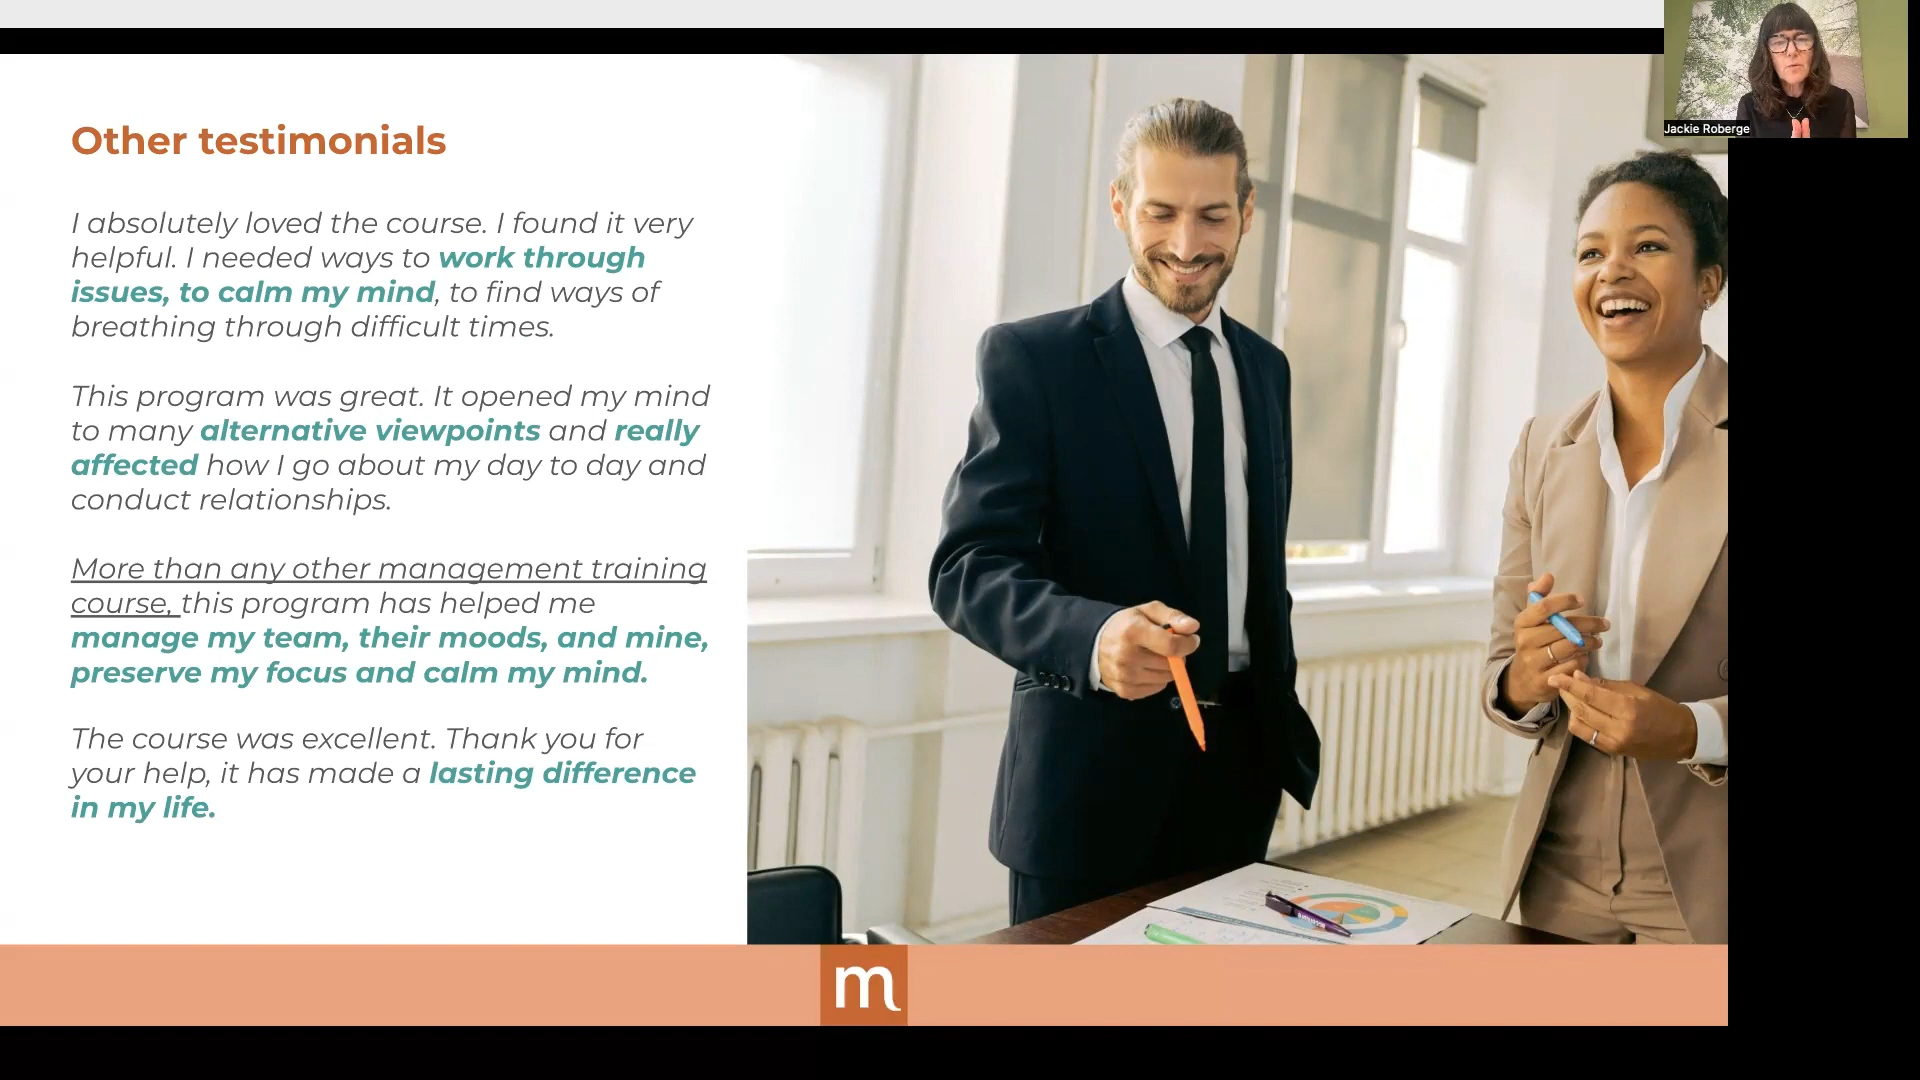 Jackie Roberge
Other testimonials
I absolutely loved the course. I found it very
helpful. I needed ways to work through
issues, to calm my mind, to find ways of
breathing through difficult times.
This program was great. It opened my mind
to many alternative viewpoints and really
affected how I go about my day to day and
conduct relationships.
More than any other management training
course, this program has helped me
manage my team, their moods, and mine,
preserve my focus and calm my mind.
The course was excellent. Thank you for
your help, it has made a lasting difference
in my life.
m